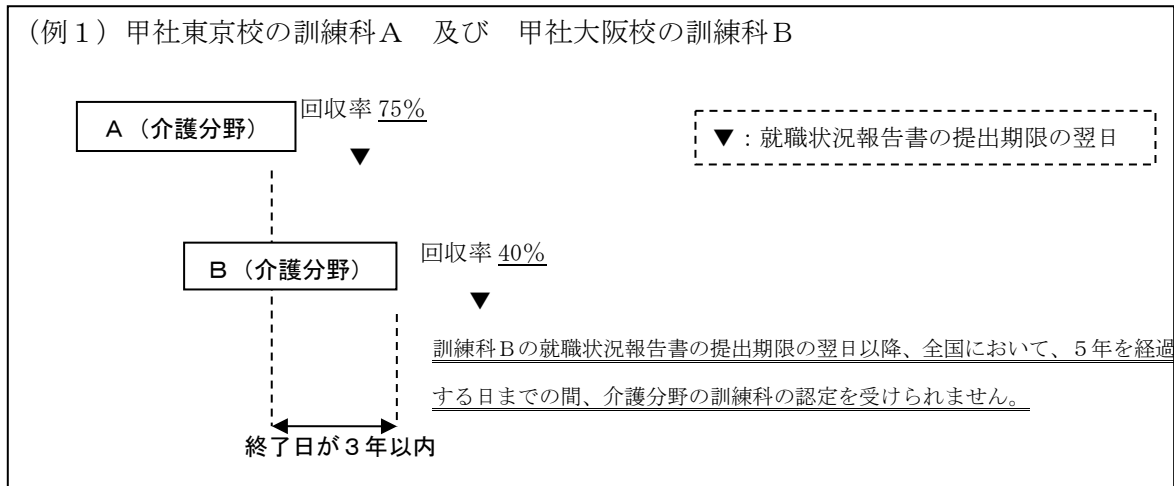 (例1)甲社東京校の訓練科A 及び 甲社大阪校の訓練科B
A(介護分野)
回収率 75%
▼
▼:就職状況報告書の提出期限の翌日
B(介護分野)
回収率 40%
▼
訓練科Bの就職状況報告書の提出期限の翌日以降、全国において、5年を経過
する日までの間、介護分野の訓練科の認定を受けられません。
終了日が3年以内